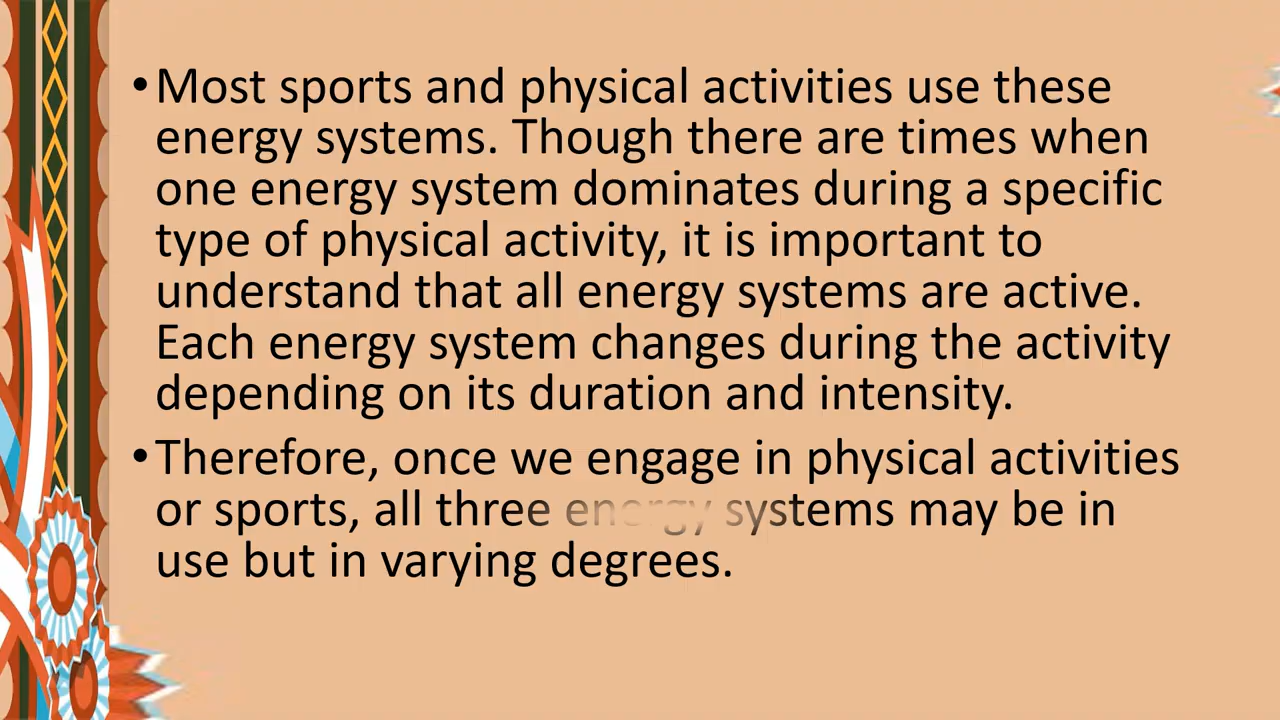 •Most sports and physical activities use these
energy systems. Though there are times when
one energy system dominates during a specific
type of physical activity, it is important to
understand that all energy systems are active.
Each energy system changes during the activity
depending on its duration and intensity.
•Therefore, once we engage in physical activities
or sports, all three energy systems may be in
use but in varying degrees.